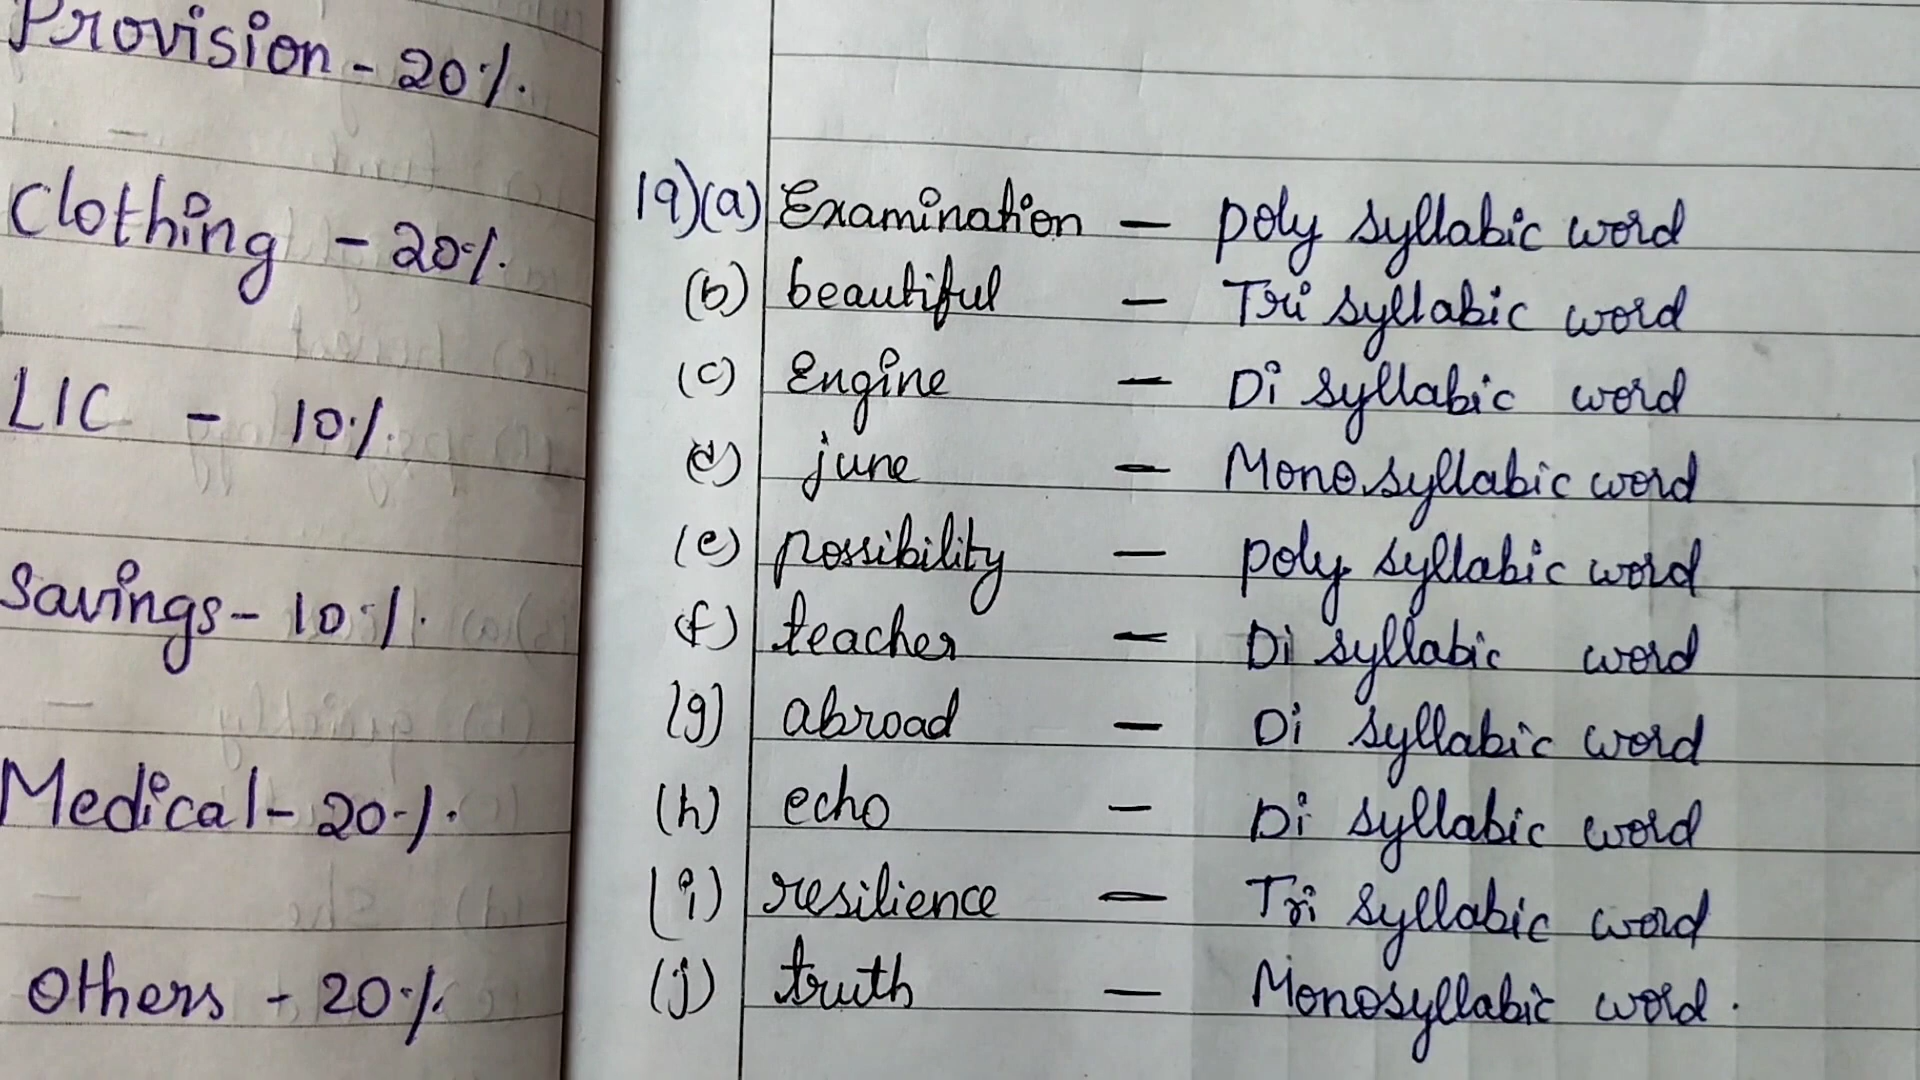 Provision - 20%.
Clothing - 20%.
LIC - 10%.
Savings - 10%.
Medical - 20%.
Others - 20%.
19)(a) Examination — poly syllabic word
(b) beautiful — Tri syllabic word
(c) Engine — Di syllabic word
(d) june — Mono syllabic word
(e) possibility — poly syllabic word
(f) teacher — Di syllabic word
(g) abroad — Di syllabic word
(h) echo — Di syllabic word
(i) resilience — Tri syllabic word
(j) truth — Monosyllabic word.